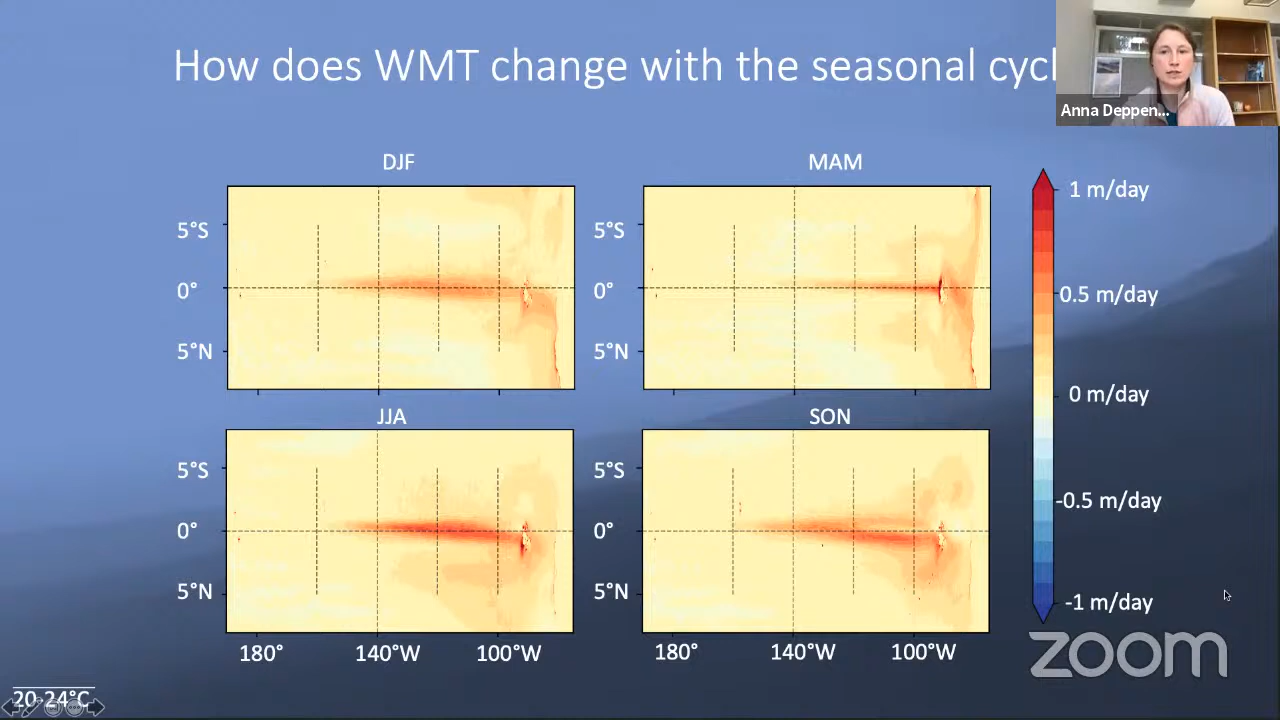 How does WMT change with the seasonal cycl
Anna Deppen...
DJF
MAM
5°S
0°
5°N
5°S
0°
5°N
1 m/day
0.5 m/day
0 m/day
-0.5 m/day
-1 m/day
JJA
SON
5°S
0°
5°N
5°S
0°
5°N
180°
140°W
100°W
180°
140°W
100°W
zoom
20-24°C